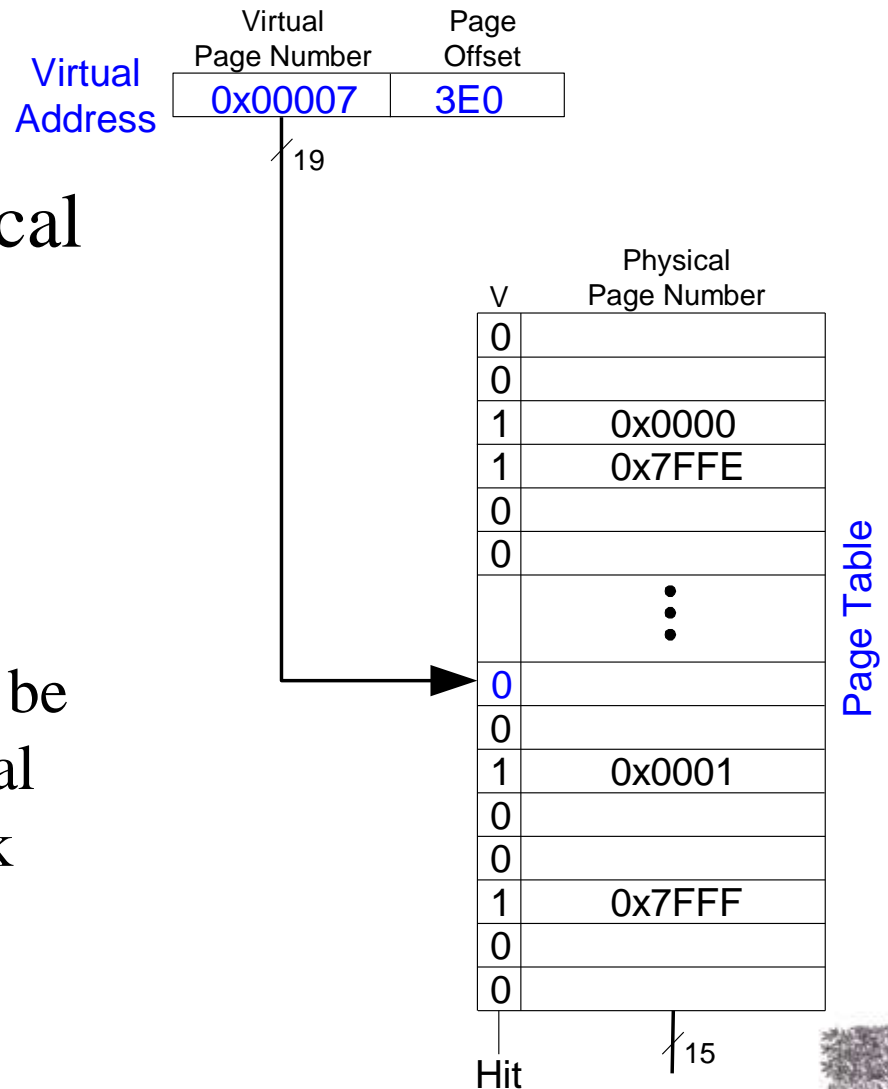 Virtual
Page Number
Page
Offset
Virtual
Address
0x00007
3E0
19
cal
Physical
Page Number
V
0
0
1 0x0000
1 0x7FFE
0
0
Page Table
be
al
k
0
0
1 0x0001
0
0
1 0x7FFF
0
0
Hit
15